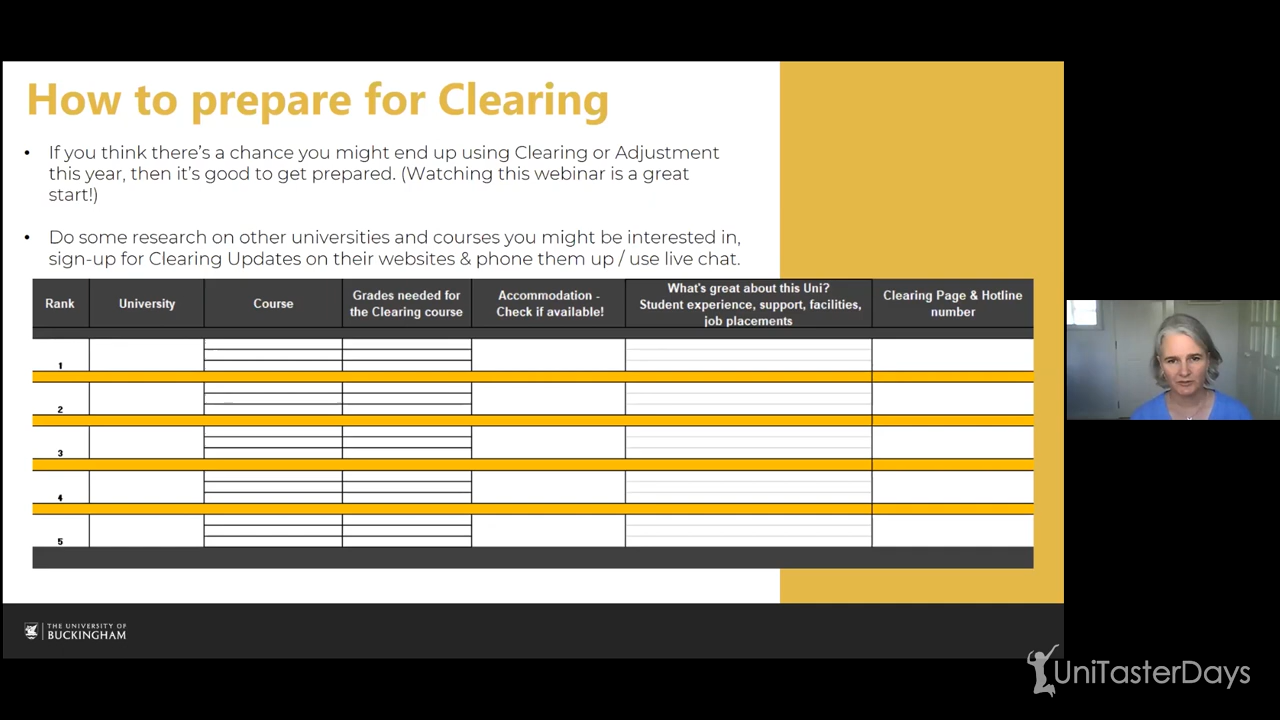 How to prepare for Clearing
• If you think there's a chance you might end up using Clearing or Adjustment
this year, then it's good to get prepared. (Watching this webinar is a great
start!)
• Do some research on other universities and courses you might be interested in,
sign-up for Clearing Updates on their websites & phone them up / use live chat.
Rank
University
Course
Grades needed for
the Clearing course
Accommodation -
Check if available!
What's great about this Uni?
Student experience, support, facilities,
job placements
Clearing Page & Hotline
number
1
2
3
4
5
THE UNIVERSITY OF
BUCKINGHAM
UniTasterDays